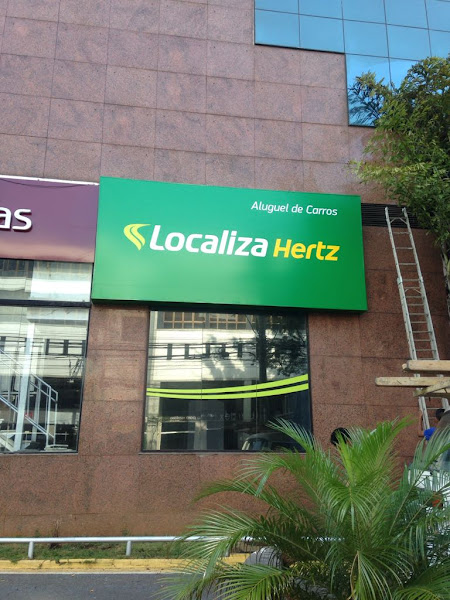 as
Aluguel de Carros
Localiza Hertz